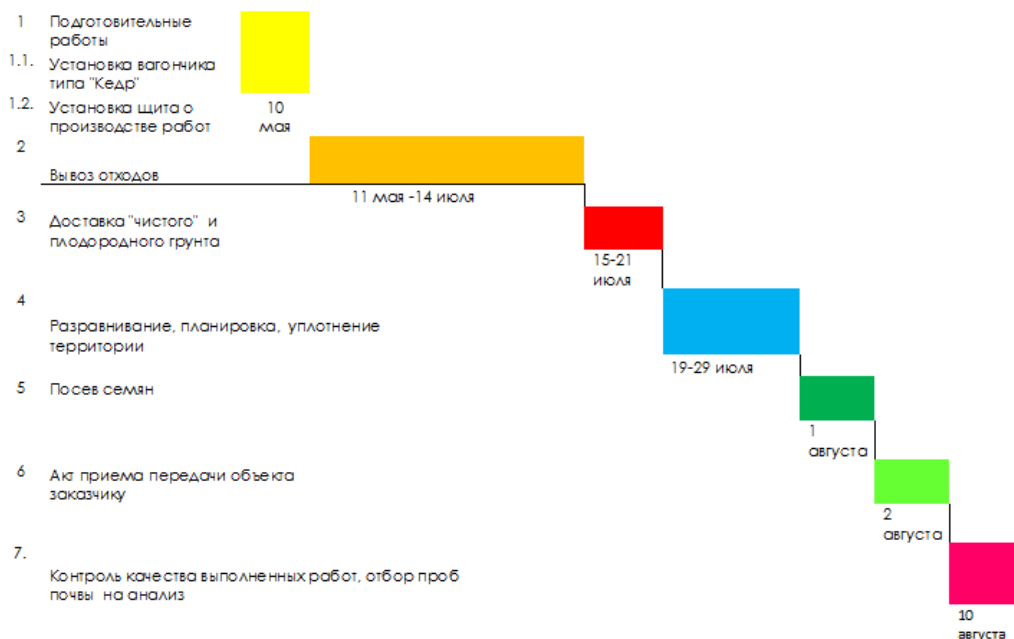 1 Подготовительные
работы
1.1. Установка вагончика
типа "Кедр"
1.2. Установка щита о
производстве работ
10
мая
2
Вывоз отходов
11 мая -14 июля
3 Доставка "чистого" и
плодородного грунта
15-21
июля
4
Разравнивание, планировка, уплотнение
территории
19-29 июля
5 Посев семян
1
августа
6 Акт приема передачи объекта
заказчику
2
августа
7.
Контроль качества выполненных работ, отбор проб
почвы на анализ
10
августа